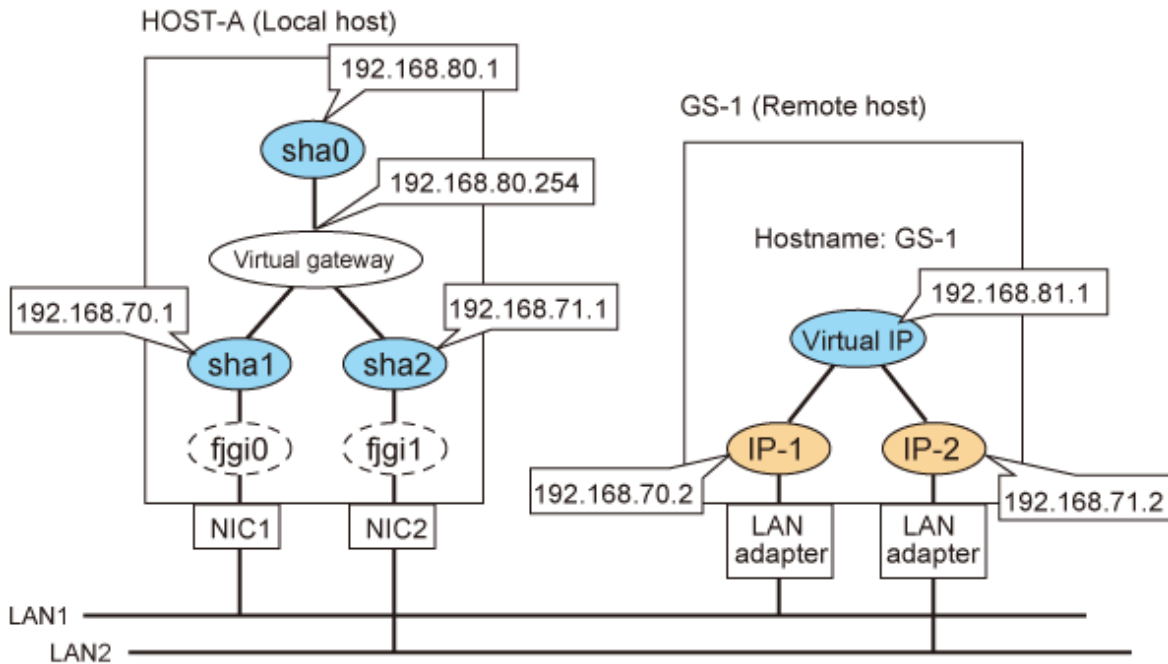 HOST-A (Local host)
192.168.80.1
GS-1 (Remote host)
sha0
192.168.80.254
Hostname: GS-1
Virtual gateway
192.168.81.1
192.168.70.1
192.168.71.1
Virtual IP
sha1
sha2
fjgi0
fjgi1
IP-1
IP-2
192.168.70.2
192.168.71.2
NIC1
NIC2
LAN
adapter
LAN
adapter
LAN1
LAN2